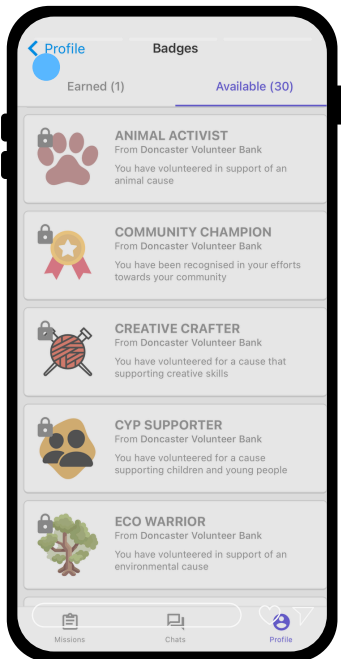 Profile
Badges
Earned (1)
Available (30)
ANIMAL ACTIVIST
From Doncaster Volunteer Bank
You have volunteered in support of an
animal cause
COMMUNITY CHAMPION
From Doncaster Volunteer Bank
You have been recognised in your efforts
towards your community
CREATIVE CRAFTER
From Doncaster Volunteer Bank
You have volunteered for a cause that
supporting creative skills
CYP SUPPORTER
From Doncaster Volunteer Bank
You have volunteered for a cause
supporting children and young people
ECO WARRIOR
From Doncaster Volunteer Bank
You have volunteered in support of an
environmental cause
Missions
Chats
Profile